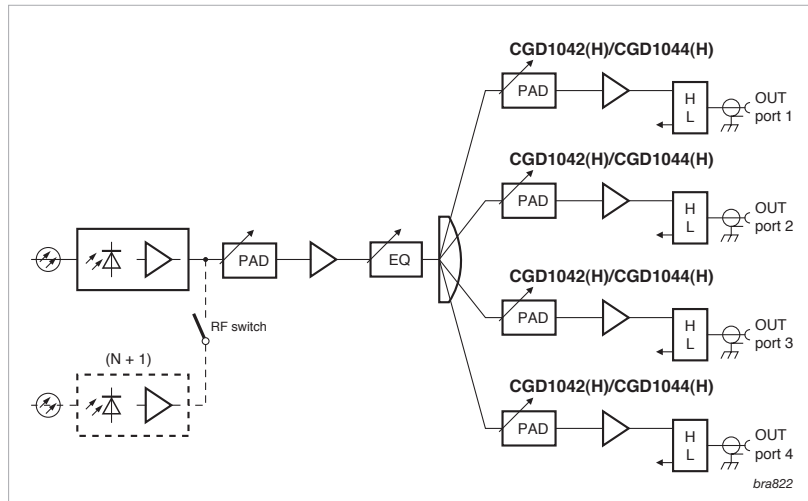 CGD1042(H)/CGD1044(H)
PAD
H
L
OUT
port 1
CGD1042(H)/CGD1044(H)
PAD
H
L
OUT
port 2
PAD
EQ
RF switch
(N + 1)
CGD1042(H)/CGD1044(H)
PAD
H
L
OUT
port 3
CGD1042(H)/CGD1044(H)
PAD
H
L
OUT
port 4
bra822